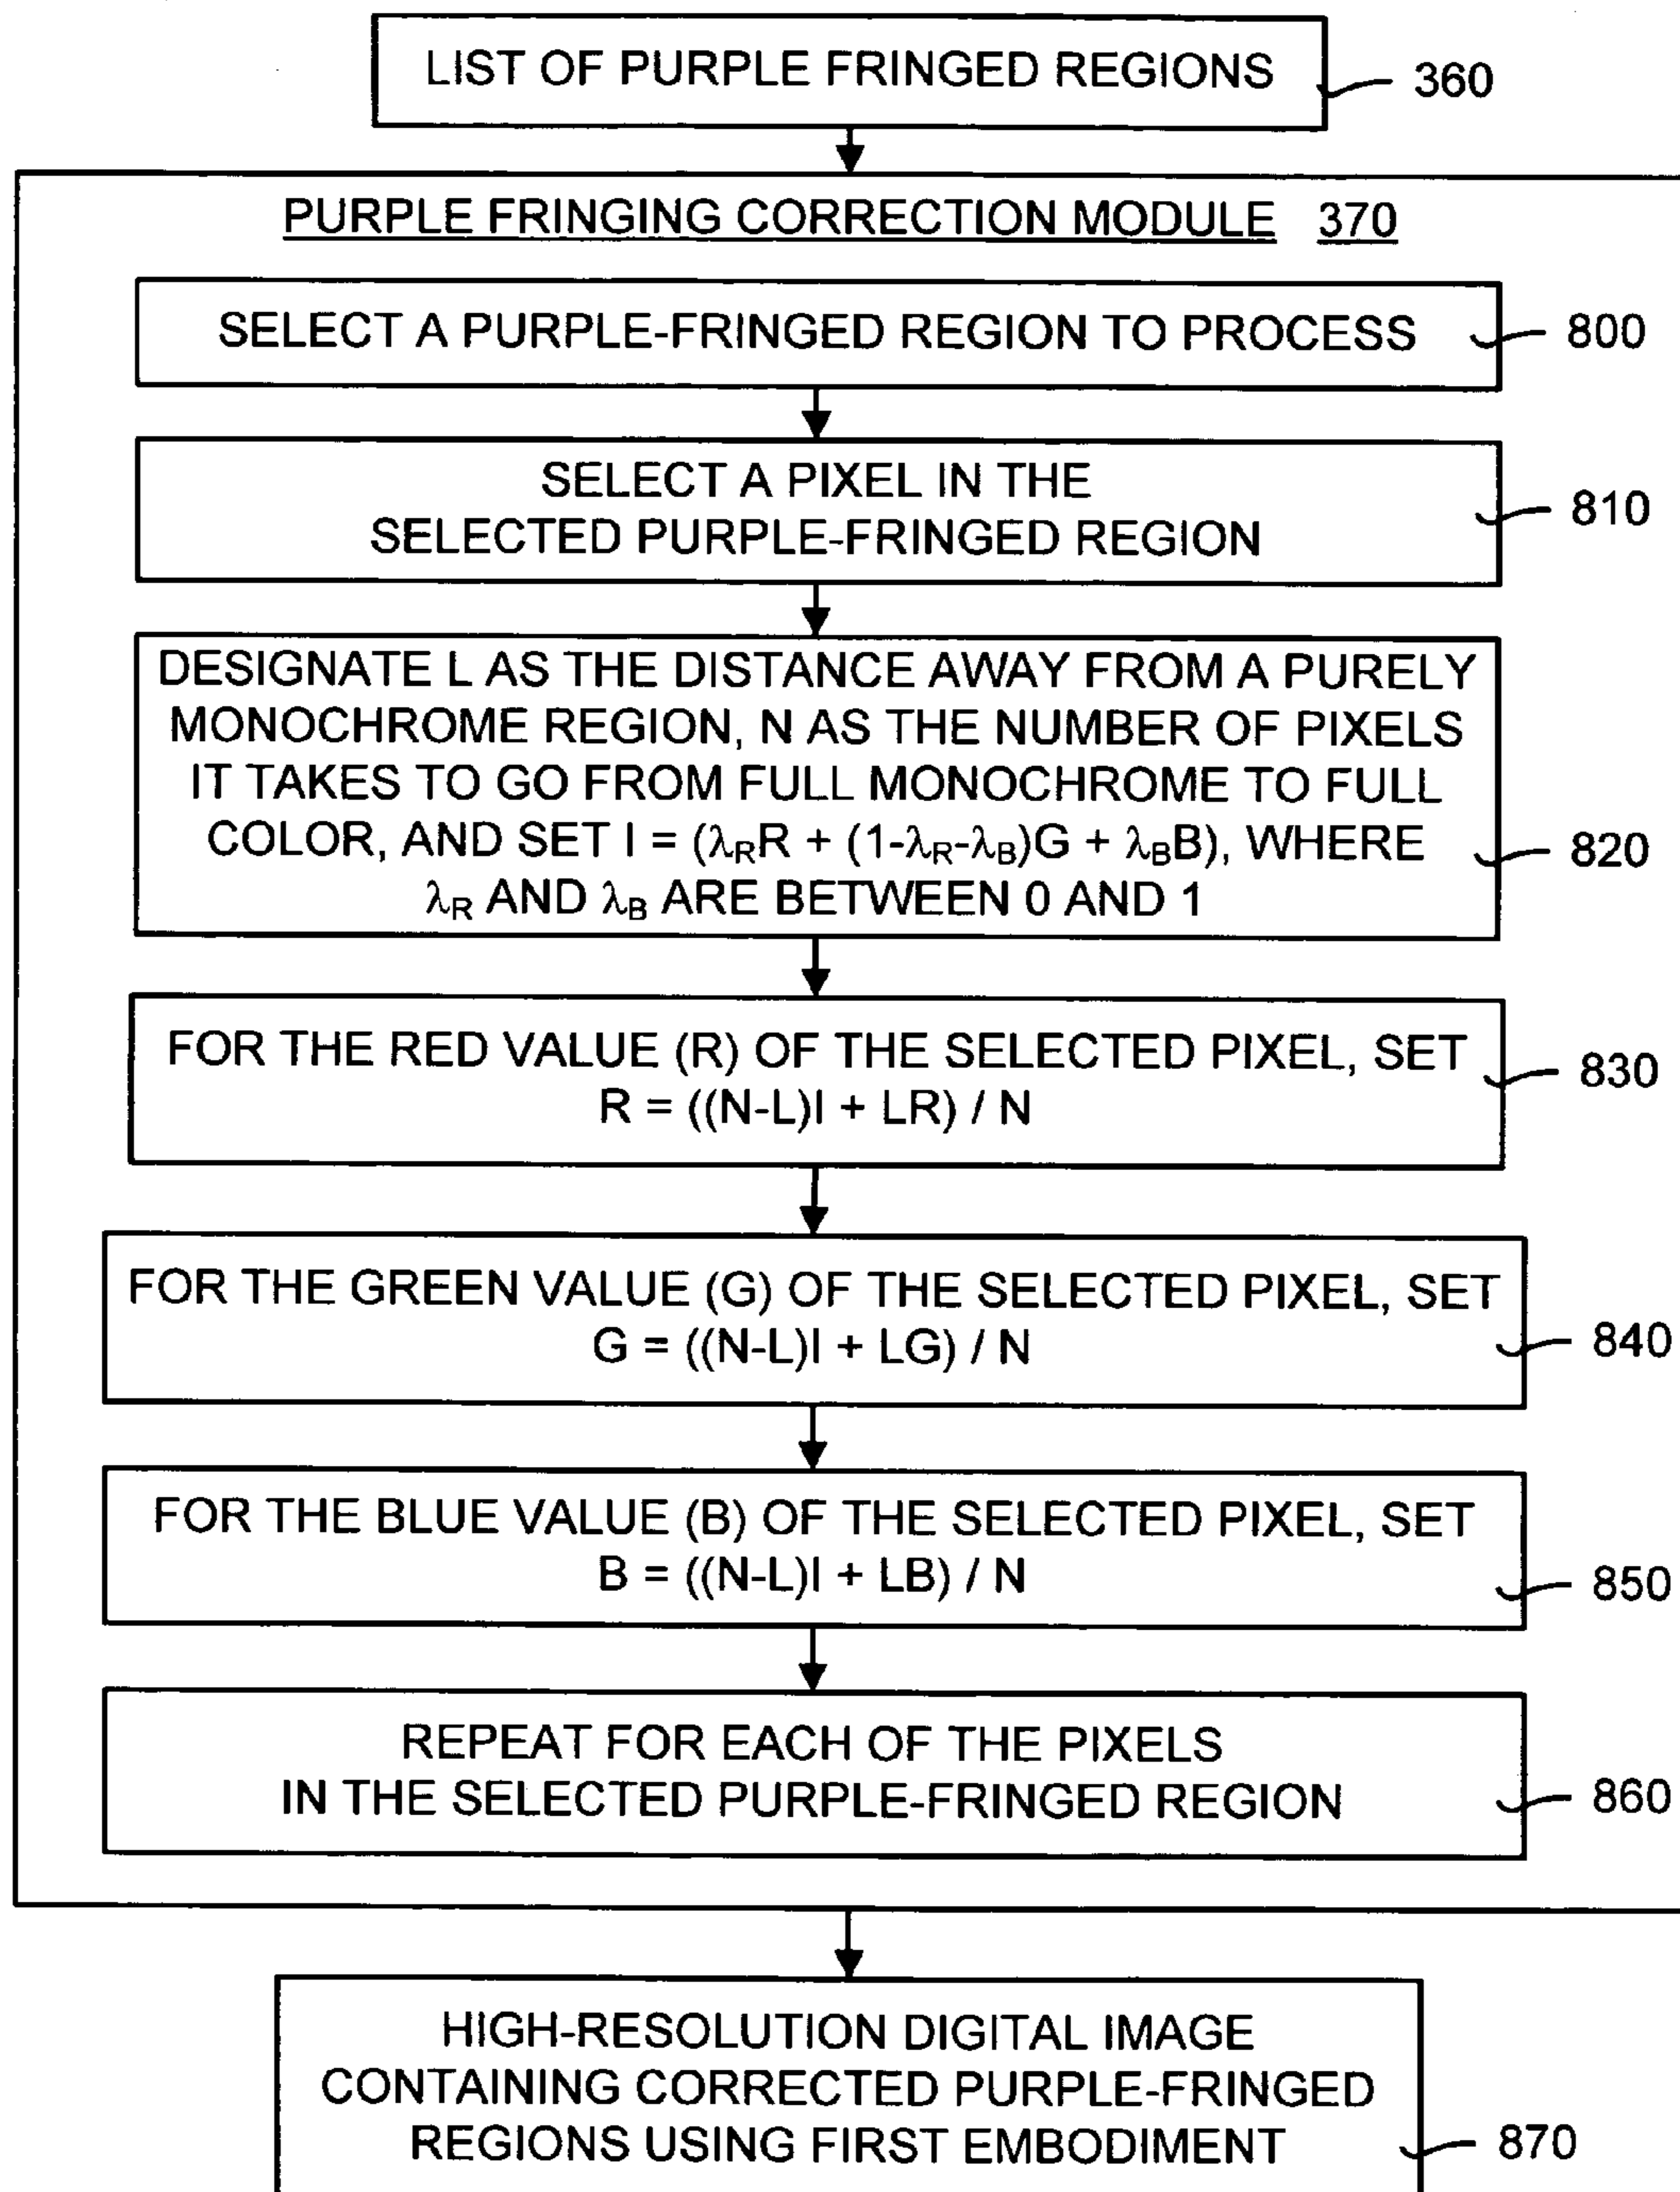 LIST OF PURPLE FRINGED REGIONS
360
PURPLE FRINGING CORRECTION MODULE 370
SELECT A PURPLE-FRINGED REGION TO PROCESS
800
SELECT A PIXEL IN THE
SELECTED PURPLE-FRINGED REGION
810
DESIGNATE L AS THE DISTANCE AWAY FROM A PURELY
MONOCHROME REGION, N AS THE NUMBER OF PIXELS
IT TAKES TO GO FROM FULL MONOCHROME TO FULL
COLOR, AND SET I = (λRR + (1-λR-λB)G + λBB), WHERE
λR AND λB ARE BETWEEN 0 AND 1
820
FOR THE RED VALUE (R) OF THE SELECTED PIXEL, SET
R = ((N-L)I + LR) / N
830
FOR THE GREEN VALUE (G) OF THE SELECTED PIXEL, SET
G = ((N-L)I + LG) / N
840
FOR THE BLUE VALUE (B) OF THE SELECTED PIXEL, SET
B = ((N-L)I + LB) / N
850
REPEAT FOR EACH OF THE PIXELS
IN THE SELECTED PURPLE-FRINGED REGION
860
HIGH-RESOLUTION DIGITAL IMAGE
CONTAINING CORRECTED PURPLE-FRINGED
REGIONS USING FIRST EMBODIMENT
870